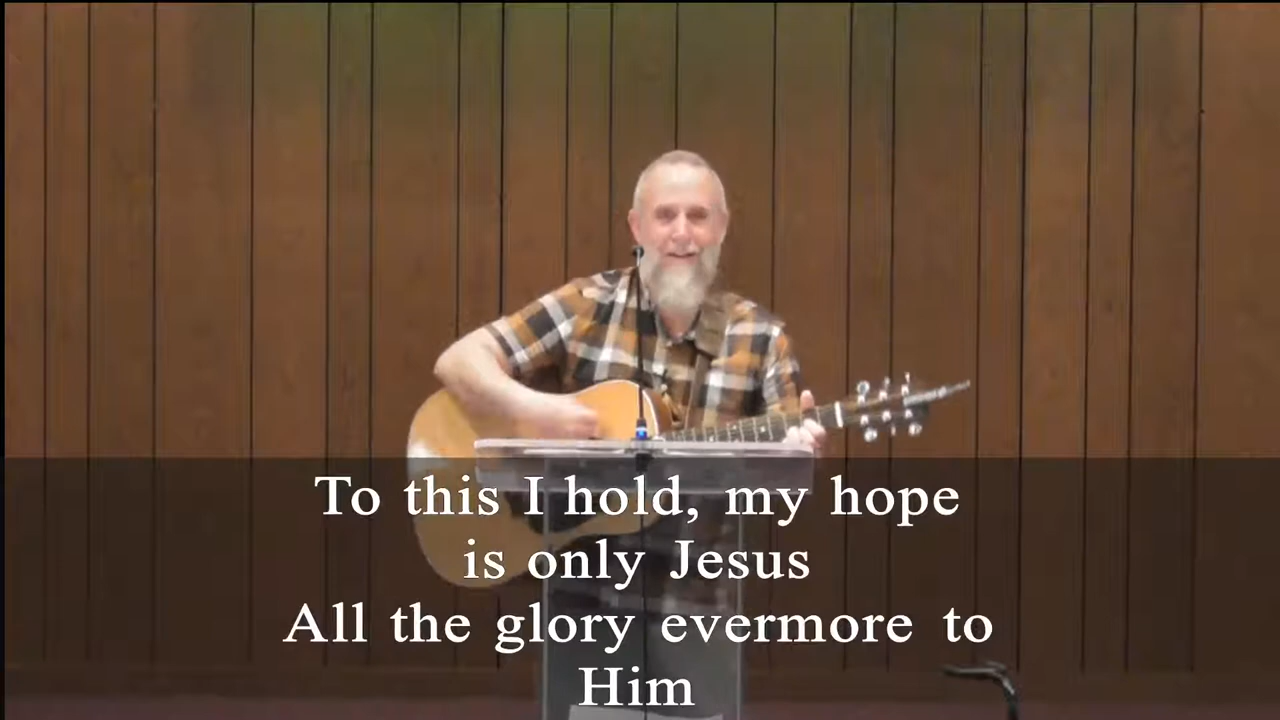 To this I hold, my hope
is only Jesus
All the glory evermore to
Him